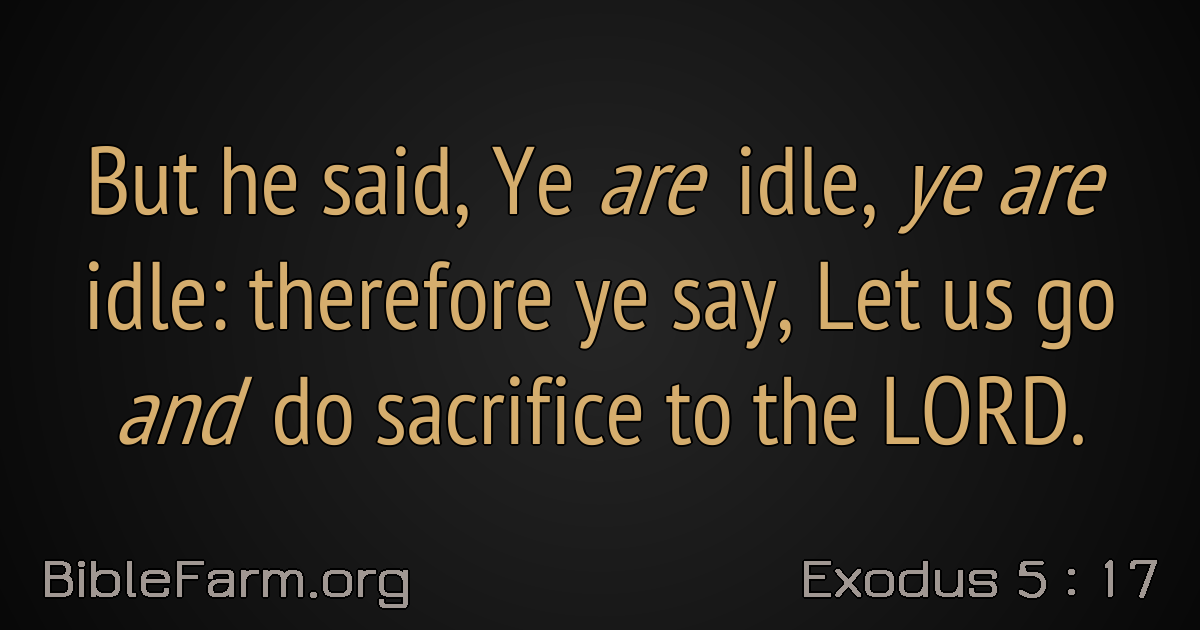 But he said, Ye are idle, ye are
idle: therefore ye say, Let us go
and do sacrifice to the LORD.
BibleFarm.org
Exodus 5 : 17